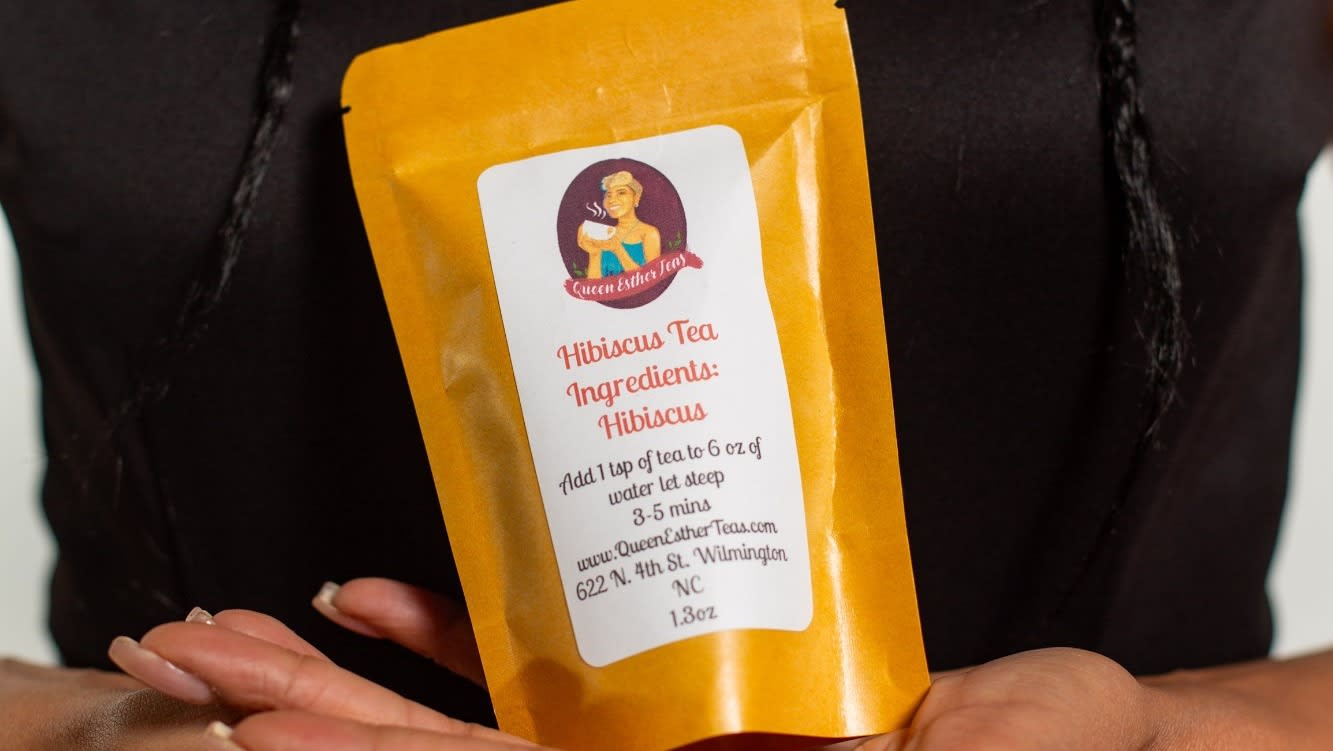 Queen Esther Teas
Hibiscus Tea
Ingredients:
Hibiscus
Add 1 tsp of tea to 6 oz of
water let steep
3-5 mins
www.QueenEstherTeas.com
622 N. 4th St. Wilmington
NC
1.3oz